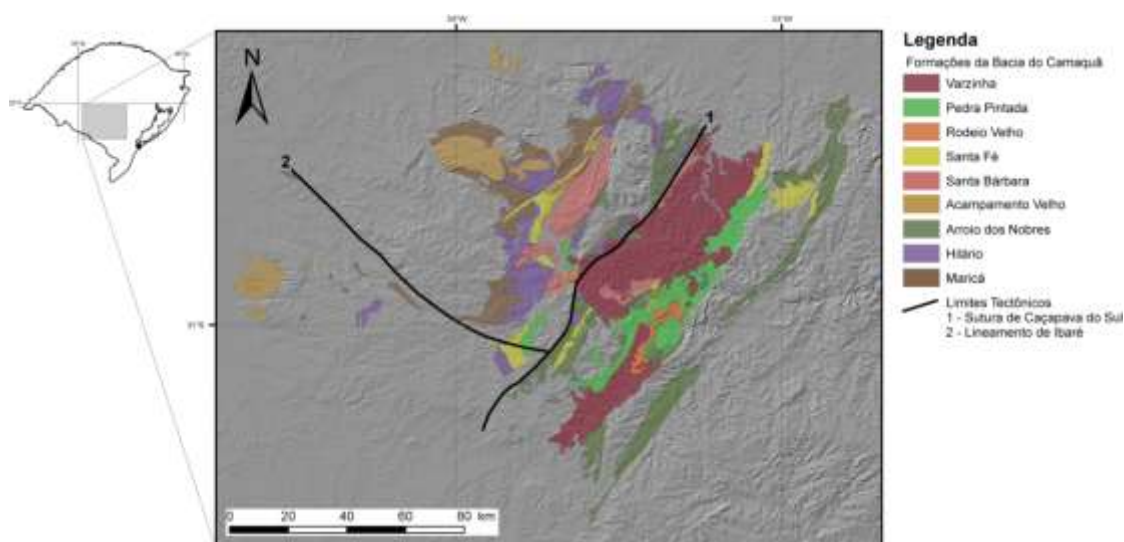 N
1
2
31°S
0 20 40 60 80 km
Legenda
Formações da Bacia do Camaquã
Varzinha
Pedra Pintada
Rodeio Velho
Santa Fé
Santa Bárbara
Acampamento Velho
Arroio dos Nobres
Hilário
Maricá
Limites Tectônicos
1 - Sutura de Caçapava do Sul
2 - Lineamento de Ibaré